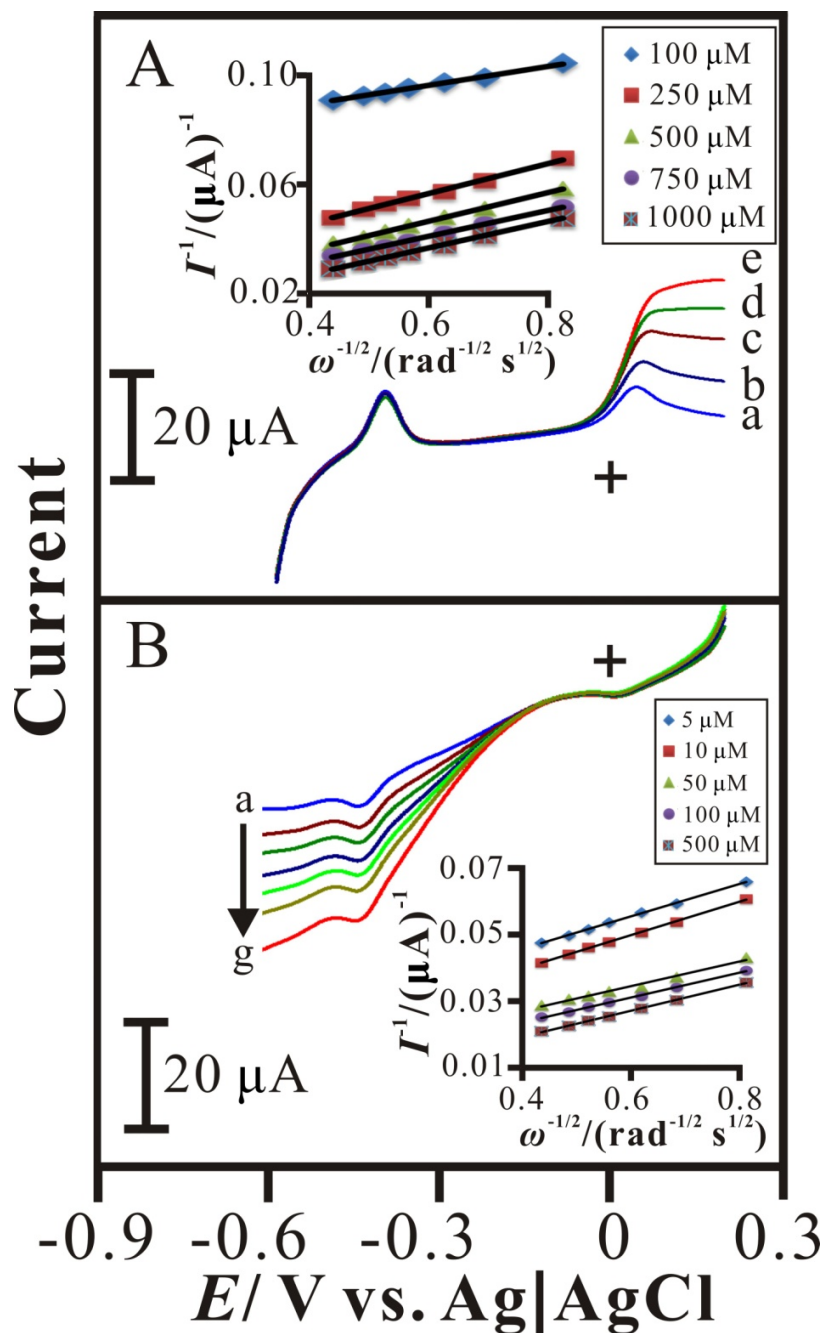 A
100 µM
250 µM
500 µM
750 µM
1000 µM
I⁻¹/(µA)⁻¹
0.10
0.06
0.02
0.4 0.6 0.8
ω⁻¹/²/(rad⁻¹/² s¹/²)
e
d
c
b
a
20 µA
+
Current
B
+
5 µM
10 µM
50 µM
100 µM
500 µM
a
g
20 µA
I⁻¹/(µA)⁻¹
0.07
0.05
0.03
0.01
0.4 0.6 0.8
ω⁻¹/²/(rad⁻¹/² s¹/²)
-0.9 -0.6 -0.3 0 0.3
E/ V vs. Ag|AgCl